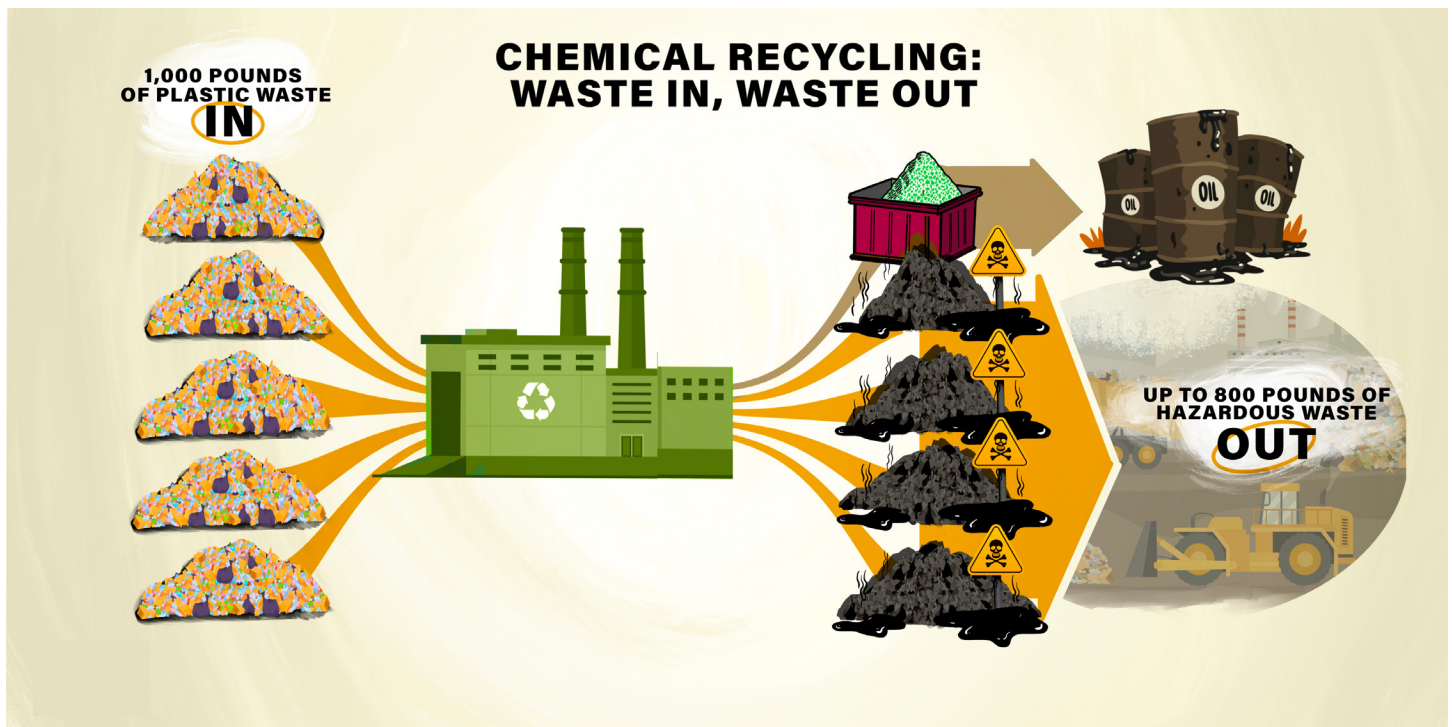 CHEMICAL RECYCLING:
WASTE IN, WASTE OUT
1,000 POUNDS
OF PLASTIC WASTE
IN
OIL
OIL
OIL
UP TO 800 POUNDS OF
HAZARDOUS WASTE
OUT